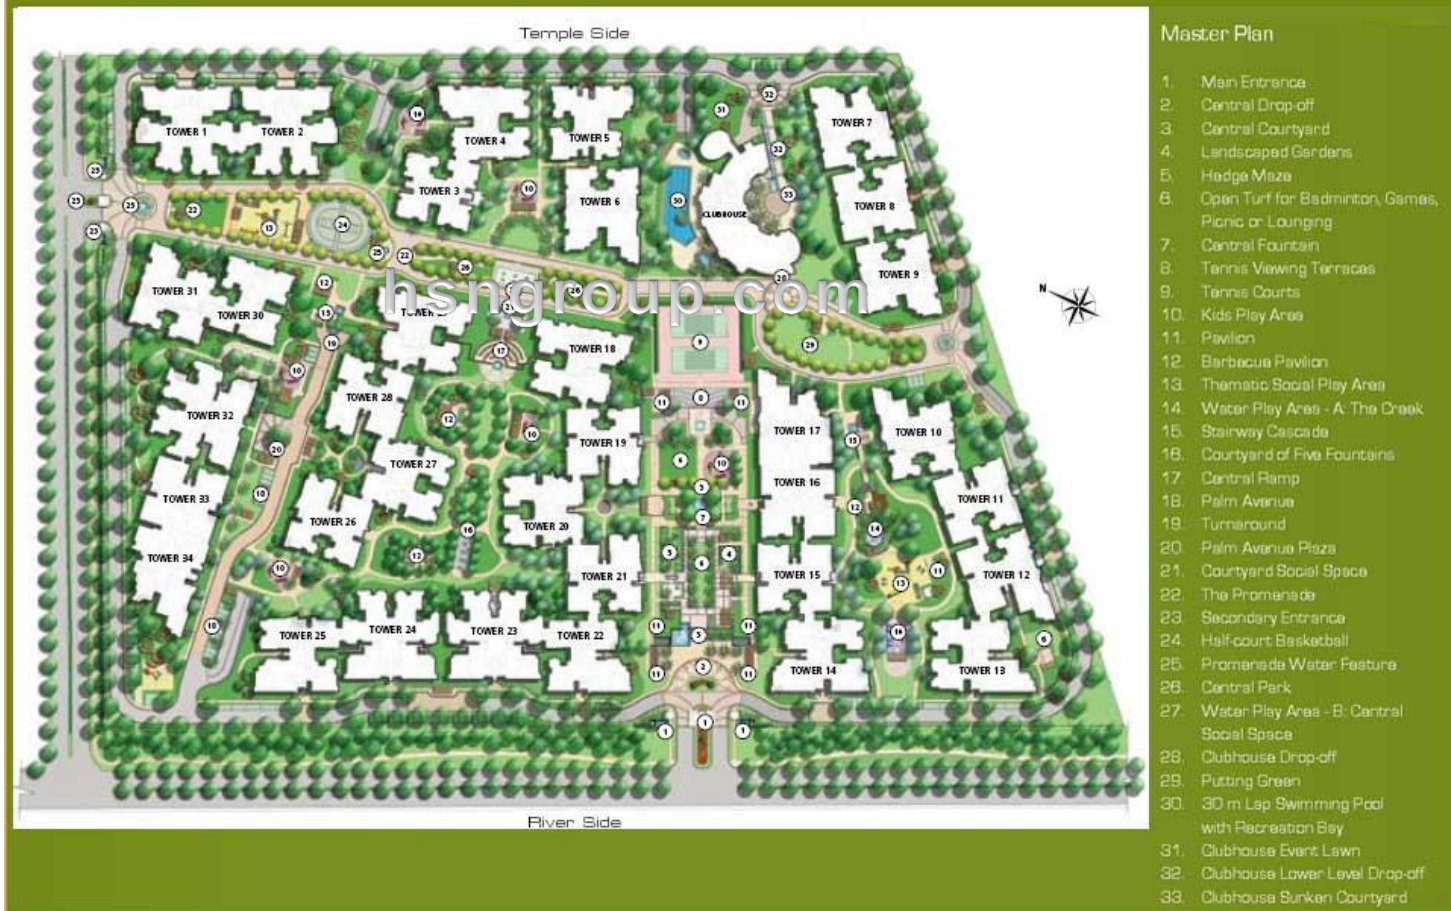 Temple Side
Master Plan
1. Main Entrance
2. Central Drop-off
3. Central Courtyard
4. Landscaped Gardens
5. Hedge Maze
6. Open Turf for Badminton, Games,
Picnic or Lounging
7. Central Fountain
8. Tennis Viewing Terraces
9. Tennis Courts
10. Kids Play Area
11. Pavilion
12. Barbecue Pavilion
13. Thematic Social Play Area
14. Water Play Area - A: The Creek
15. Stairway Cascade
16. Courtyard of Five Fountains
17. Central Ramp
18. Palm Avenue
19. Turnaround
20. Palm Avenue Plaza
21. Courtyard Social Space
22. The Promenade
23. Secondary Entrance
24. Half-court Basketball
25. Promenade Water Feature
26. Central Park
27. Water Play Area - B: Central
Social Space
28. Clubhouse Drop-off
29. Putting Green
30. 30 m Lap Swimming Pool
with Recreation Bay
31. Clubhouse Event Lawn
32. Clubhouse Lower Level Drop-off
33. Clubhouse Sunken Courtyard
TOWER 1
TOWER 2
TOWER 3
TOWER 4
TOWER 5
TOWER 6
TOWER 7
TOWER 8
TOWER 9
CLUBHOUSE
N
hsngroup.com
TOWER 31
TOWER 30
TOWER 18
TOWER 32
TOWER 28
TOWER 19
TOWER 17
TOWER 10
TOWER 33
TOWER 27
TOWER 16
TOWER 11
TOWER 34
TOWER 26
TOWER 20
TOWER 21
TOWER 15
TOWER 12
TOWER 25
TOWER 24
TOWER 23
TOWER 22
TOWER 14
TOWER 13
River Side